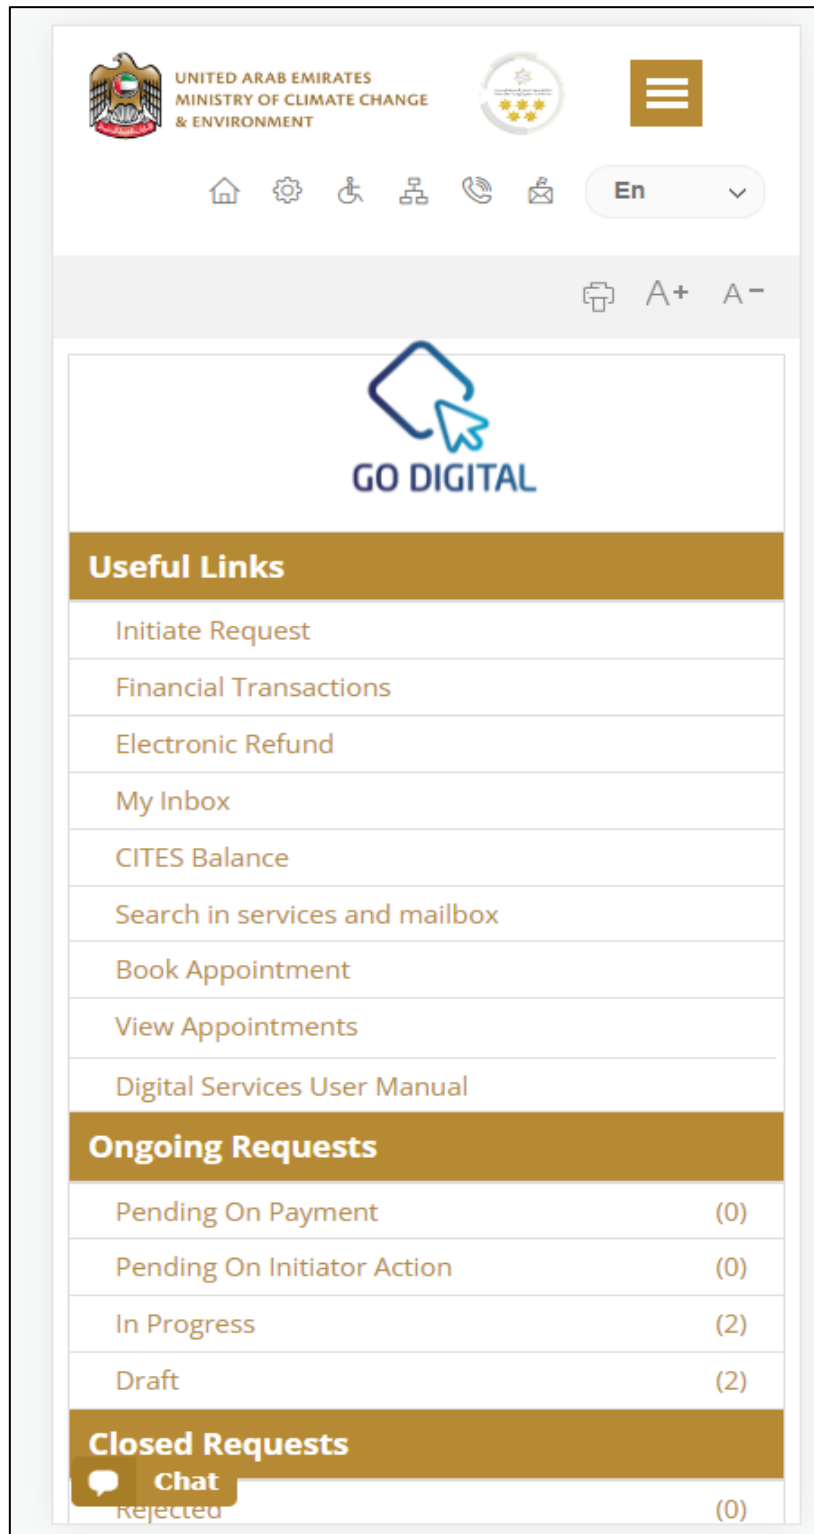 UNITED ARAB EMIRATES
MINISTRY OF CLIMATE CHANGE
& ENVIRONMENT
En
A+ A-
GO DIGITAL
Useful Links
Initiate Request
Financial Transactions
Electronic Refund
My Inbox
CITES Balance
Search in services and mailbox
Book Appointment
View Appointments
Digital Services User Manual
Ongoing Requests
Pending On Payment (0)
Pending On Initiator Action (0)
In Progress (2)
Draft (2)
Closed Requests
Chat
Rejected (0)